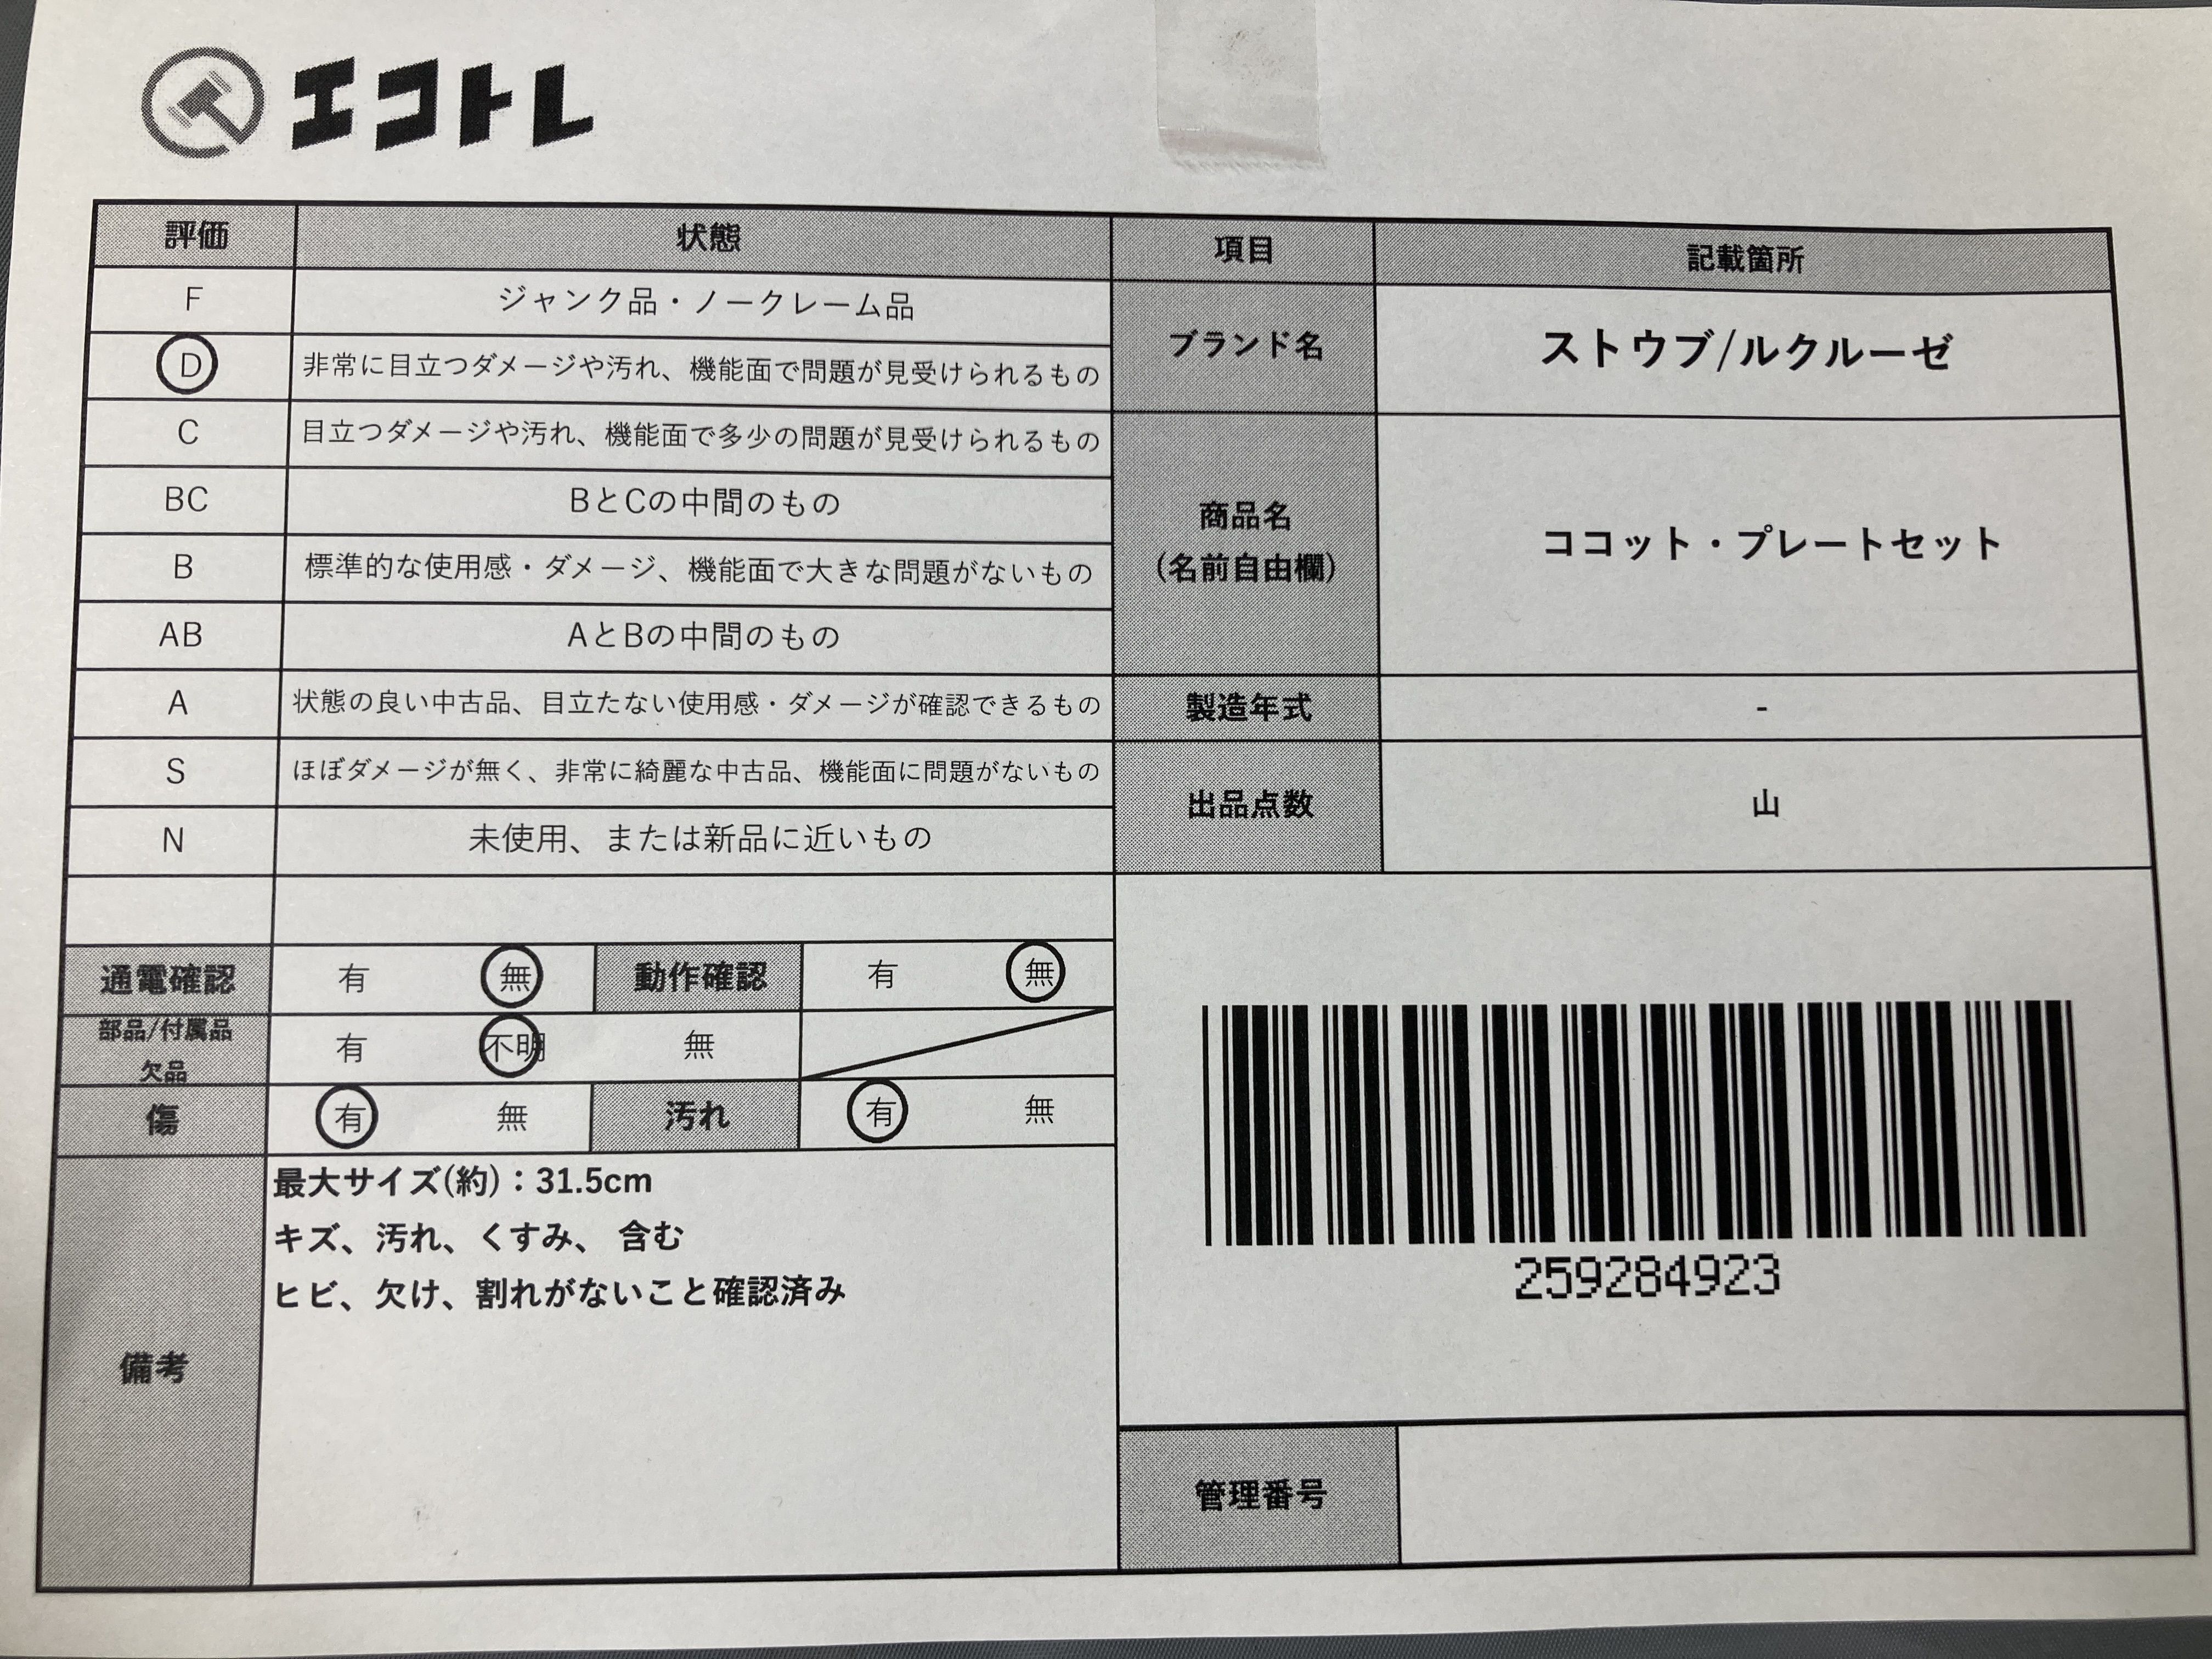 エコトレ
評価 状態 項目 記載箇所
F ジャンク品・ノークレーム品
D 非常に目立つダメージや汚れ、機能面で問題が見受けられるもの
ブランド名 ストウブ/ルクルーゼ
C 目立つダメージや汚れ、機能面で多少の問題が見受けられるもの
BC BとCの中間のもの
商品名
(名前自由欄)
ココット・プレートセット
B 標準的な使用感・ダメージ、機能面で大きな問題がないもの
AB AとBの中間のもの
A 状態の良い中古品、目立たない使用感・ダメージが確認できるもの
製造年式 -
S ほぼダメージが無く、非常に綺麗な中古品、機能面に問題がないもの
出品点数 山
N 未使用、または新品に近いもの
通電確認 有 無 動作確認 有 無
部品/付属品
欠品
有 不明 無
傷 有 無 汚れ 有 無
備考
最大サイズ(約)：31.5cm
キズ、汚れ、くすみ、 含む
ヒビ、欠け、割れがないこと確認済み
259284923
管理番号